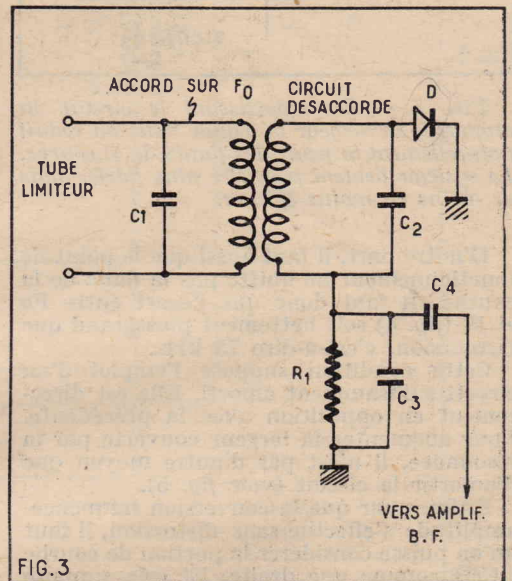 ACCORD SUR F0
CIRCUIT
DESACCORDE
D
TUBE
LIMITEUR
C1
C2
C4
R1
C3
VERS AMPLIF.
B.F.
FIG.3